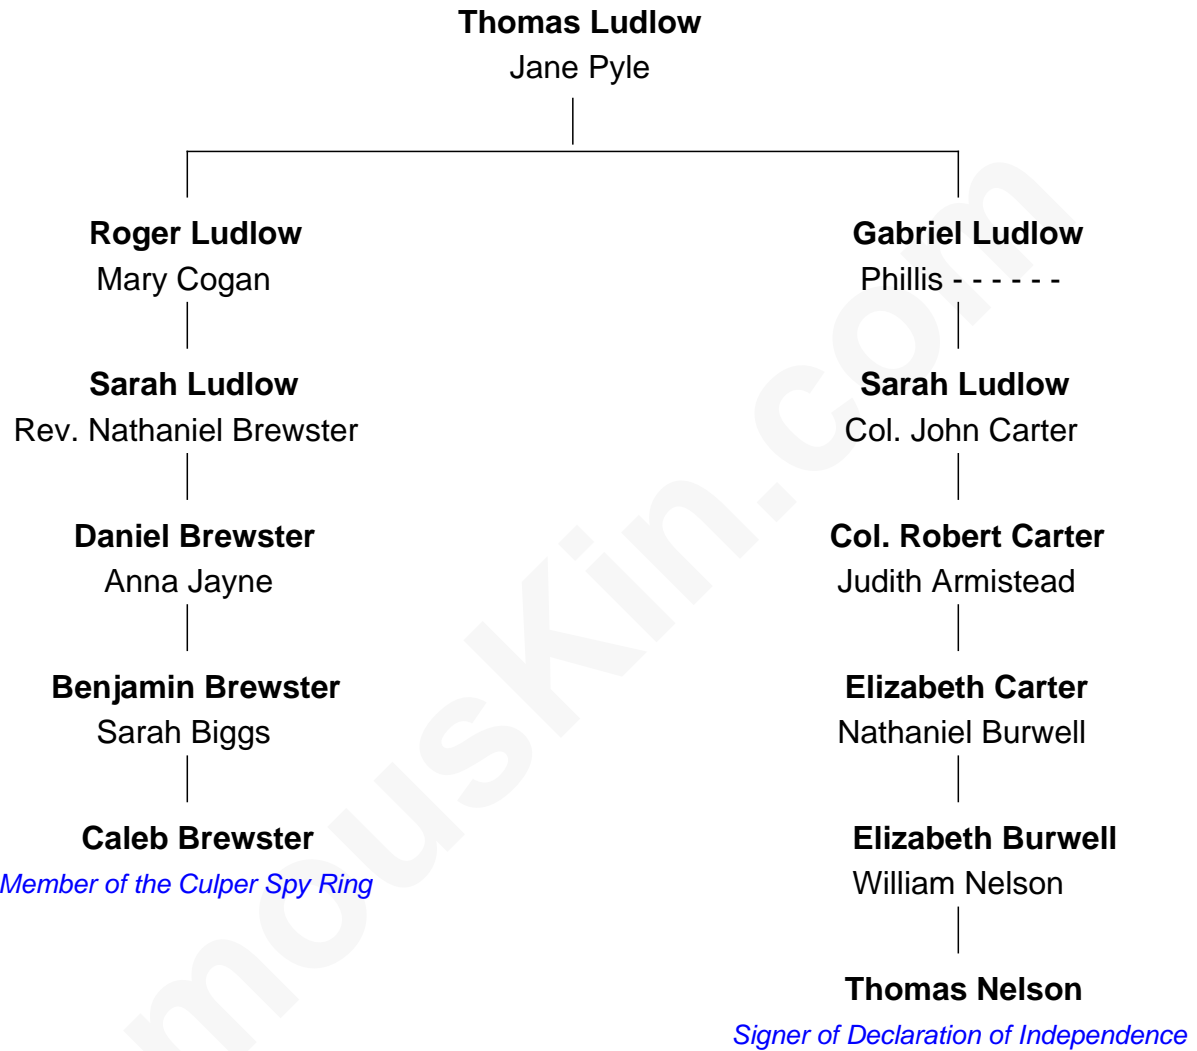 Thomas Ludlow
Jane Pyle
Roger Ludlow
Mary Cogan
Gabriel Ludlow
Phillis - - - - - -
Sarah Ludlow
Rev. Nathaniel Brewster
Sarah Ludlow
Col. John Carter
Daniel Brewster
Anna Jayne
Col. Robert Carter
Judith Armistead
Benjamin Brewster
Sarah Biggs
Elizabeth Carter
Nathaniel Burwell
Caleb Brewster
Member of the Culper Spy Ring
Elizabeth Burwell
William Nelson
Thomas Nelson
Signer of Declaration of Independence
mousKin.com